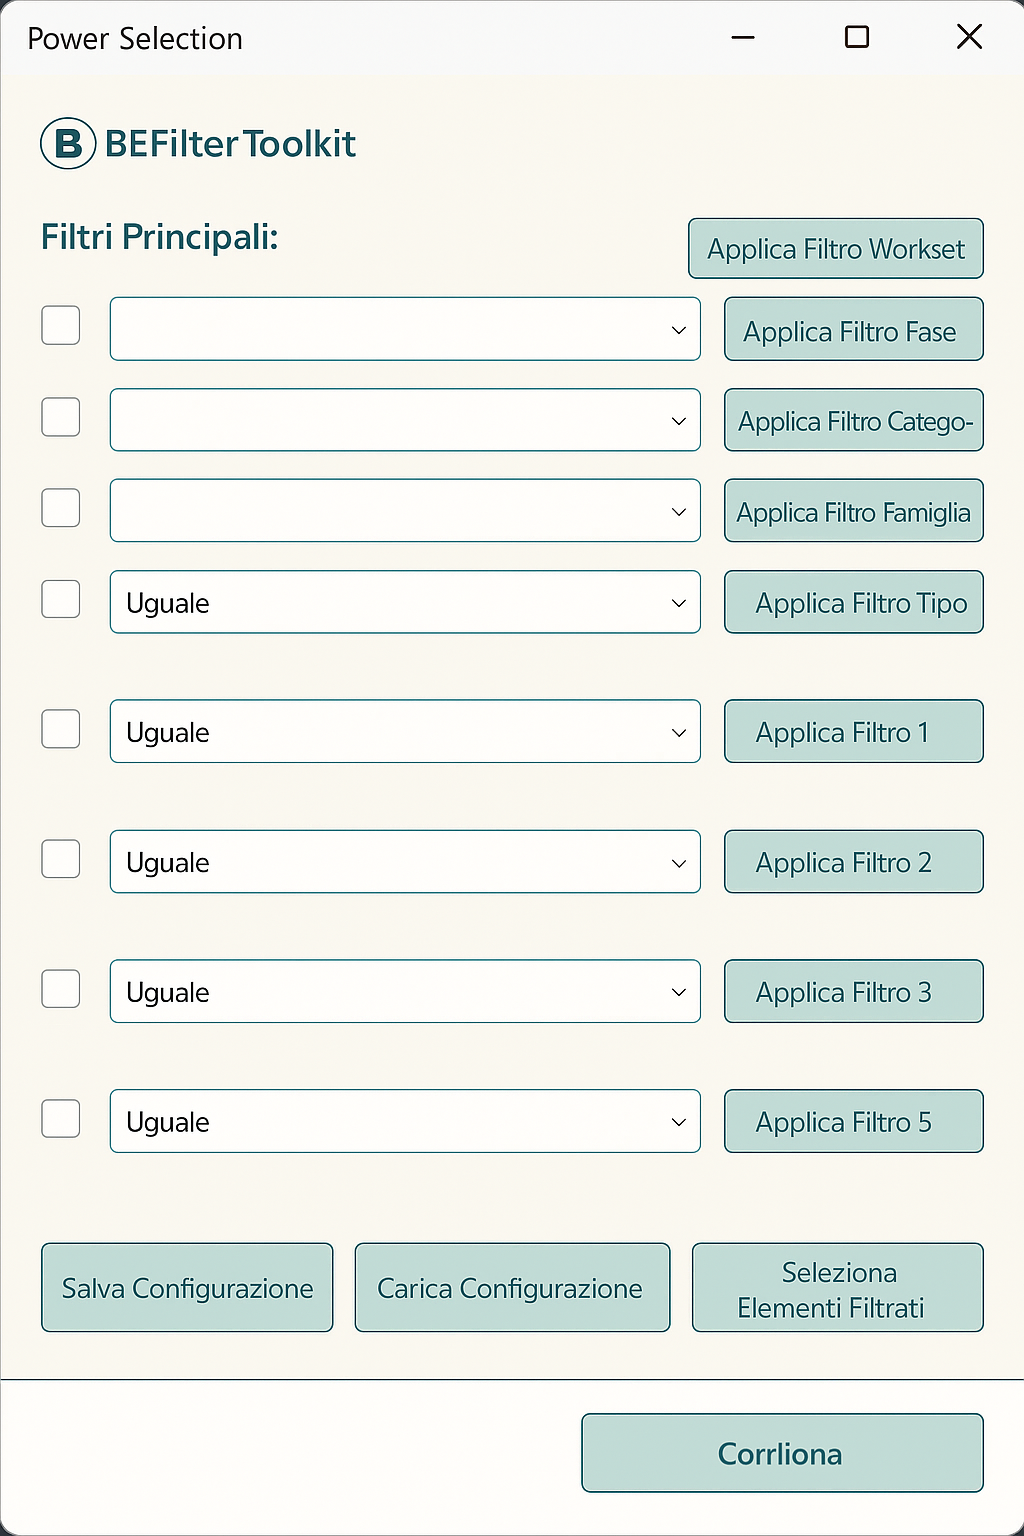 Power Selection
B BEFilter Toolkit
Filtri Principali:
Applica Filtro Workset
Applica Filtro Fase
Applica Filtro Catego-
Applica Filtro Famiglia
Uguale
Applica Filtro Tipo
Uguale
Applica Filtro 1
Uguale
Applica Filtro 2
Uguale
Applica Filtro 3
Uguale
Applica Filtro 5
Salva Configurazione
Carica Configurazione
Seleziona
Elementi Filtrati
Corrliona